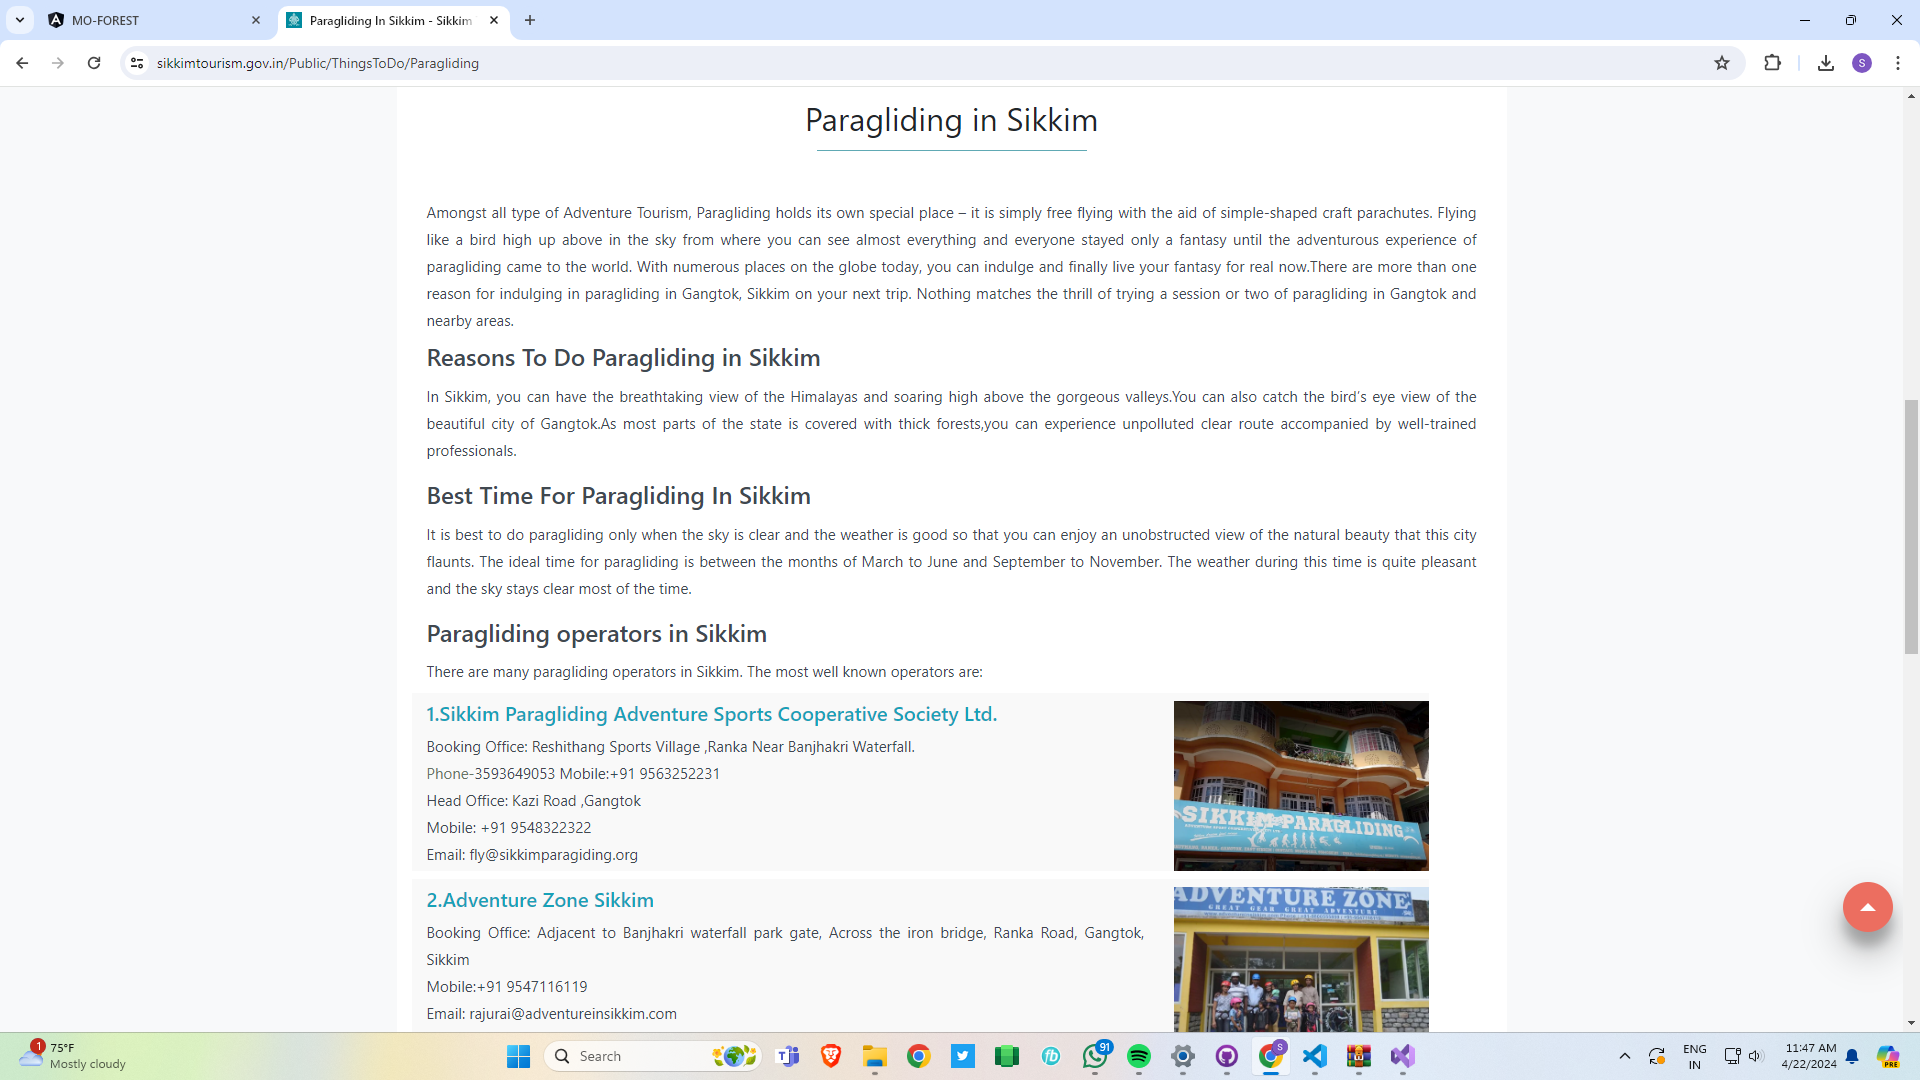 MO-FOREST
Paragliding In Sikkim - Sikkim
sikkimtourism.gov.in/Public/ThingsToDo/Paragliding
S
Paragliding in Sikkim
Amongst all type of Adventure Tourism, Paragliding holds its own special place – it is simply free flying with the aid of simple-shaped craft parachutes. Flying
like a bird high up above in the sky from where you can see almost everything and everyone stayed only a fantasy until the adventurous experience of
paragliding came to the world. With numerous places on the globe today, you can indulge and finally live your fantasy for real now.There are more than one
reason for indulging in paragliding in Gangtok, Sikkim on your next trip. Nothing matches the thrill of trying a session or two of paragliding in Gangtok and
nearby areas.
Reasons To Do Paragliding in Sikkim
In Sikkim, you can have the breathtaking view of the Himalayas and soaring high above the gorgeous valleys.You can also catch the bird's eye view of the
beautiful city of Gangtok.As most parts of the state is covered with thick forests,you can experience unpolluted clear route accompanied by well-trained
professionals.
Best Time For Paragliding In Sikkim
It is best to do paragliding only when the sky is clear and the weather is good so that you can enjoy an unobstructed view of the natural beauty that this city
flaunts. The ideal time for paragliding is between the months of March to June and September to November. The weather during this time is quite pleasant
and the sky stays clear most of the time.
Paragliding operators in Sikkim
There are many paragliding operators in Sikkim. The most well known operators are:
1.Sikkim Paragliding Adventure Sports Cooperative Society Ltd.
Booking Office: Reshithang Sports Village ,Ranka Near Banjhakri Waterfall.
Phone-3593649053 Mobile:+91 9563252231
Head Office: Kazi Road ,Gangtok
Mobile: +91 9548322322
Email: fly@sikkimparagiding.org
SIKKIM PARAGLIDING
2.Adventure Zone Sikkim
Booking Office: Adjacent to Banjhakri waterfall park gate, Across the iron bridge, Ranka Road, Gangtok,
Sikkim
Mobile:+91 9547116119
Email: rajurai@adventureinsikkim.com
ADVENTURE ZONE
GREAT GEAR GREAT ADVENTURE
1
75°F
Mostly cloudy
Search
91
S
ENG
IN
11:47 AM
4/22/2024
PRE